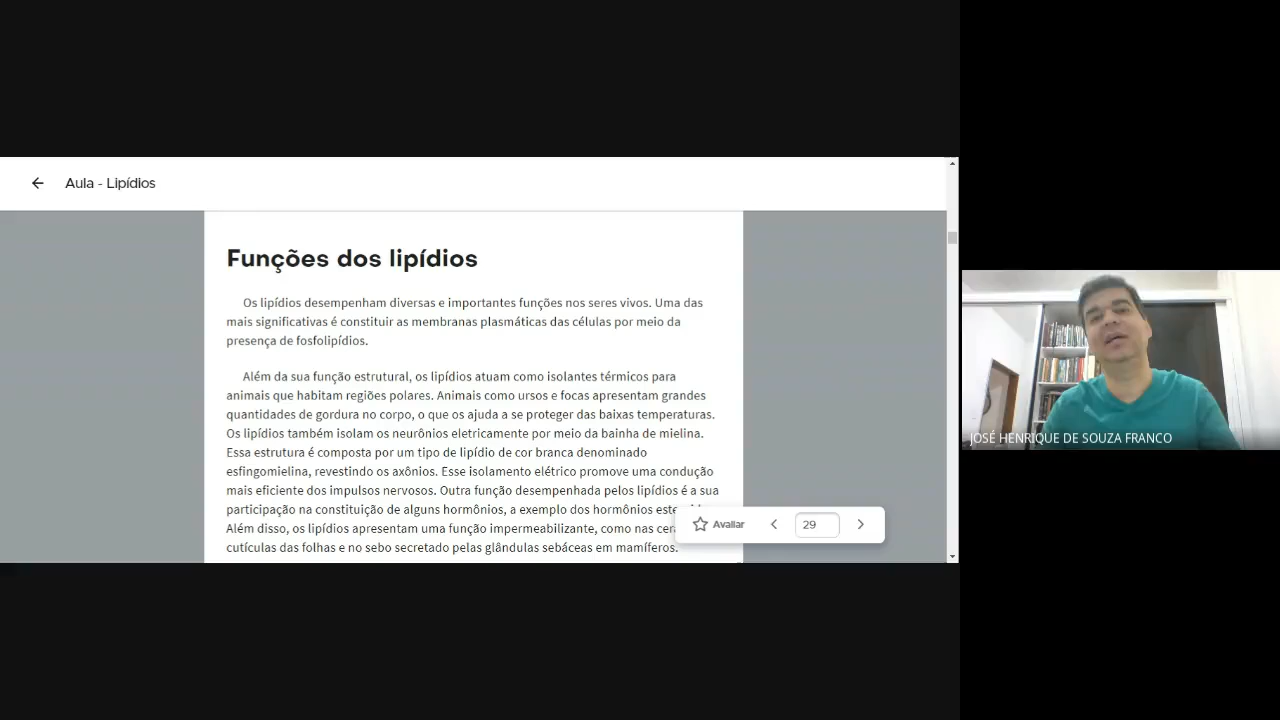 Aula - Lipídios
Funções dos lipídios
Os lipídios desempenham diversas e importantes funções nos seres vivos. Uma das
mais significativas é constituir as membranas plasmáticas das células por meio da
presença de fosfolipídios.
Além da sua função estrutural, os lipídios atuam como isolantes térmicos para
animais que habitam regiões polares. Animais como ursos e focas apresentam grandes
quantidades de gordura no corpo, o que os ajuda a se proteger das baixas temperaturas.
Os lipídios também isolam os neurônios eletricamente por meio da bainha de mielina.
Essa estrutura é composta por um tipo de lipídio de cor branca denominado
esfingomielina, revestindo os axônios. Esse isolamento elétrico promove uma condução
mais eficiente dos impulsos nervosos. Outra função desempenhada pelos lipídios é a sua
participação na constituição de alguns hormônios, a exemplo dos hormônios
Além disso, os lipídios apresentam uma função impermeabilizante, como nas
cutículas das folhas e no sebo secretado pelas glândulas sebáceas em mamíferos.
Avaliar
29
JOSÉ HENRIQUE DE SOUZA FRANCO